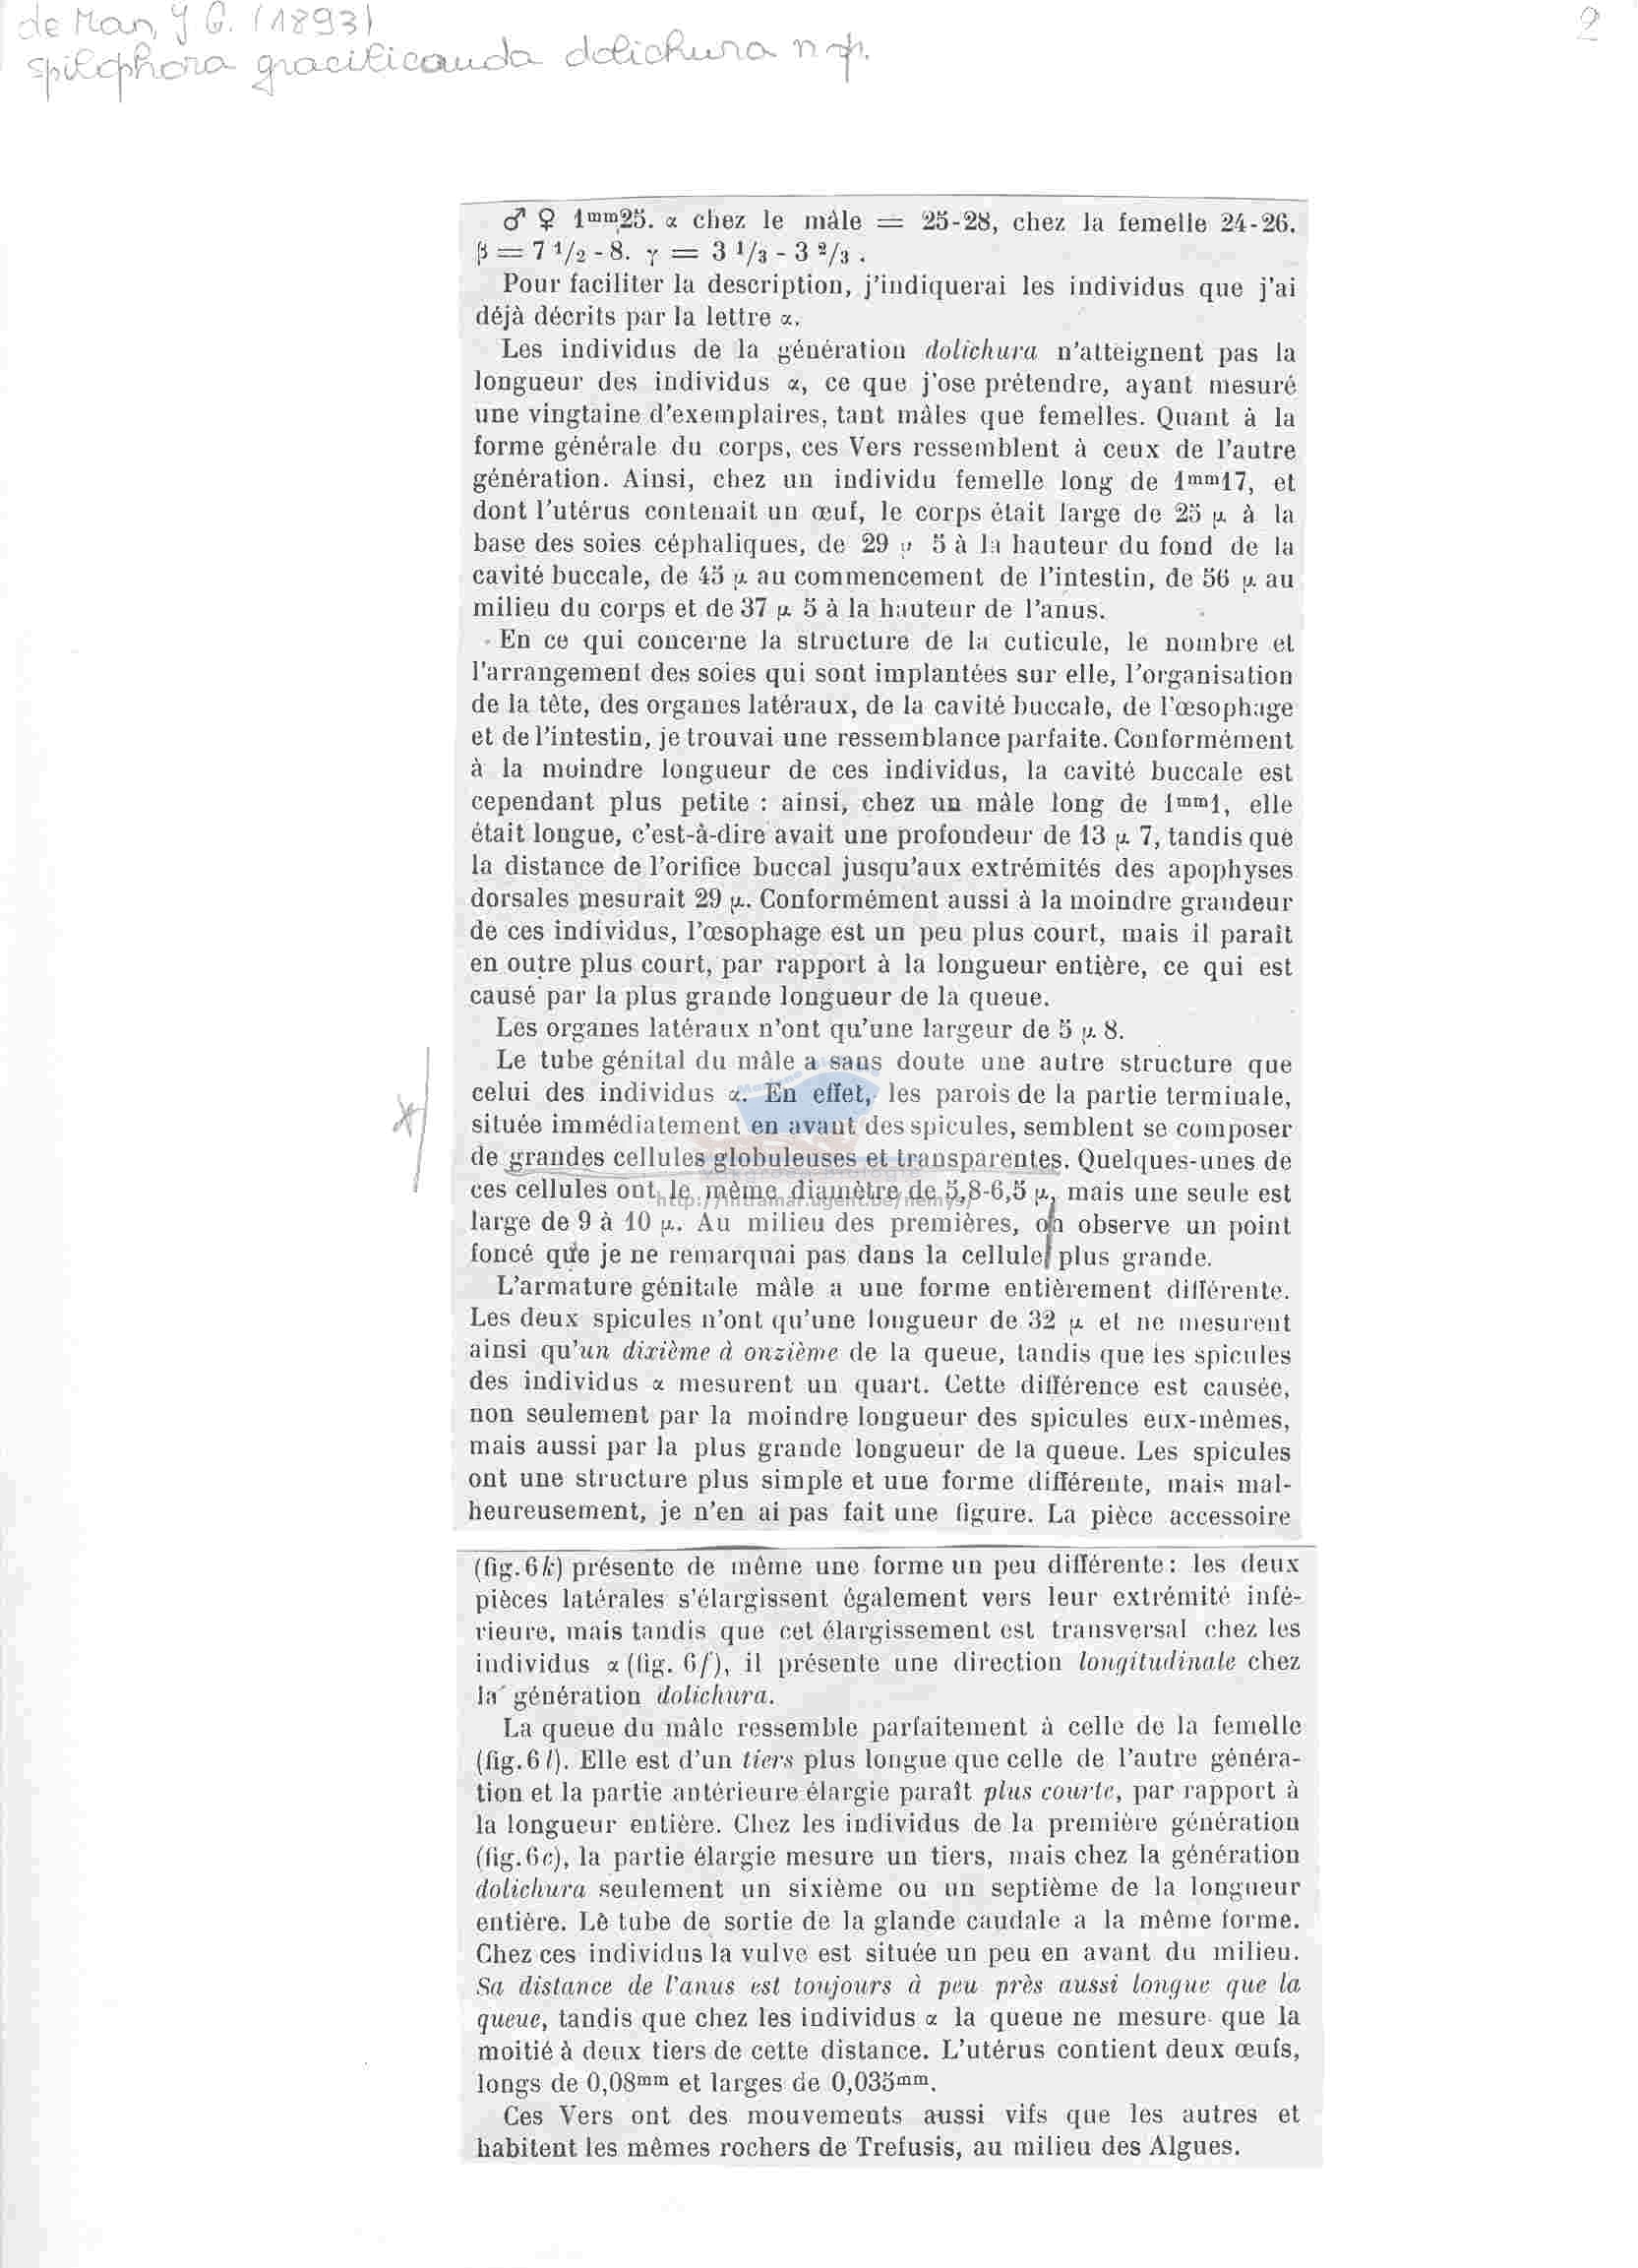 de Man, J G. (1893)
2
spilophora gracilicauda dolichura n sp.
♂ ♀ 1mm,25. α chez le mâle = 25-28, chez la femelle 24-26.
β = 7 1/2 - 8. γ = 3 1/3 - 3 2/3 .
Pour faciliter la description, j'indiquerai les individus que j'ai
déjà décrits par la lettre α.
Les individus de la génération dolichura n'atteignent pas la
longueur des individus α, ce que j'ose prétendre, ayant mesuré
une vingtaine d'exemplaires, tant mâles que femelles. Quant à la
forme générale du corps, ces Vers ressemblent à ceux de l'autre
génération. Ainsi, chez un individu femelle long de 1mm17, et
dont l'utérus contenait un œuf, le corps était large de 25 μ à la
base des soies céphaliques, de 29 μ 5 à la hauteur du fond de la
cavité buccale, de 45 μ au commencement de l'intestin, de 56 μ au
milieu du corps et de 37 μ 5 à la hauteur de l'anus.
En ce qui concerne la structure de la cuticule, le nombre et
l'arrangement des soies qui sont implantées sur elle, l'organisation
de la tête, des organes latéraux, de la cavité buccale, de l'œsophage
et de l'intestin, je trouvai une ressemblance parfaite. Conformément
à la moindre longueur de ces individus, la cavité buccale est
cependant plus petite : ainsi, chez un mâle long de 1mm1, elle
était longue, c'est-à-dire avait une profondeur de 13 μ 7, tandis que
la distance de l'orifice buccal jusqu'aux extrémités des apophyses
dorsales mesurait 29 μ. Conformément aussi à la moindre grandeur
de ces individus, l'œsophage est un peu plus court, mais il paraît
en outre plus court, par rapport à la longueur entière, ce qui est
causé par la plus grande longueur de la queue.
Les organes latéraux n'ont qu'une largeur de 5 μ 8.
Le tube génital du mâle a sans doute une autre structure que
celui des individus α. En effet, les parois de la partie terminale,
située immédiatement en avant des spicules, semblent se composer
de grandes cellules globuleuses et transparentes. Quelques-unes de
ces cellules ont le même diamètre de 5,8-6,5 μ, mais une seule est
http://intramar.ugent.be/nemys/
large de 9 à 10 μ. Au milieu des premières, on observe un point
foncé que je ne remarquai pas dans la cellule plus grande.
L'armature génitale mâle a une forme entièrement différente.
Les deux spicules n'ont qu'une longueur de 32 μ et ne mesurent
ainsi qu'un dixième à onzième de la queue, tandis que les spicules
des individus α mesurent un quart. Cette différence est causée,
non seulement par la moindre longueur des spicules eux-mêmes,
mais aussi par la plus grande longueur de la queue. Les spicules
ont une structure plus simple et une forme différente, mais mal-
heureusement, je n'en ai pas fait une figure. La pièce accessoire
(fig. 6 k) présente de même une forme un peu différente : les deux
pièces latérales s'élargissent également vers leur extrémité infé-
rieure, mais tandis que cet élargissement est transversal chez les
individus α (fig. 6 f), il présente une direction longitudinale chez
la génération dolichura.
La queue du mâle ressemble parfaitement à celle de la femelle
(fig. 6 l). Elle est d'un tiers plus longue que celle de l'autre généra-
tion et la partie antérieure élargie paraît plus courte, par rapport à
la longueur entière. Chez les individus de la première génération
(fig. 6 c), la partie élargie mesure un tiers, mais chez la génération
dolichura seulement un sixième ou un septième de la longueur
entière. Le tube de sortie de la glande caudale a la même forme.
Chez ces individus la vulve est située un peu en avant du milieu.
Sa distance de l'anus est toujours à peu près aussi longue que la
queue, tandis que chez les individus α la queue ne mesure que la
moitié à deux tiers de cette distance. L'utérus contient deux œufs,
longs de 0,08mm et larges de 0,035mm.
Ces Vers ont des mouvements aussi vifs que les autres et
habitent les mêmes rochers de Trefusis, au milieu des Algues.